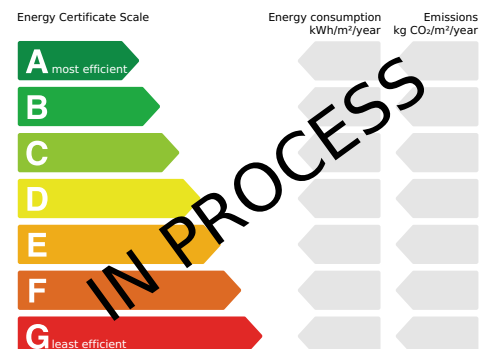 Energy Certificate Scale
Energy consumption
kWh/m²/year
Emissions
kg CO₂/m²/year
A most efficient
B
C
D
E
F
G least efficient
IN PROCESS